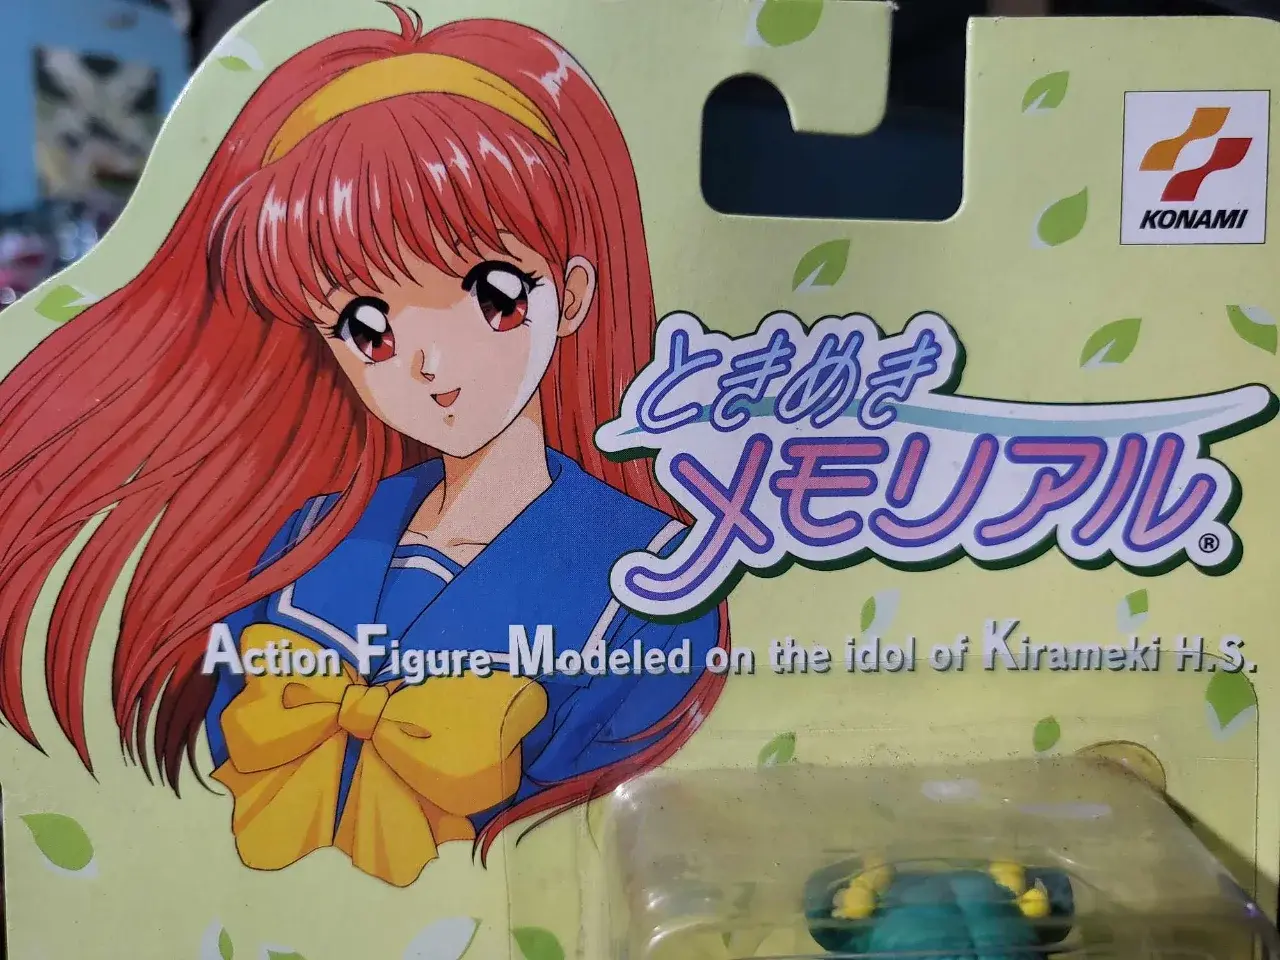 KONAMI
ときめき
メモリアル®
Action Figure Modeled on the idol of Kirameki H.S.